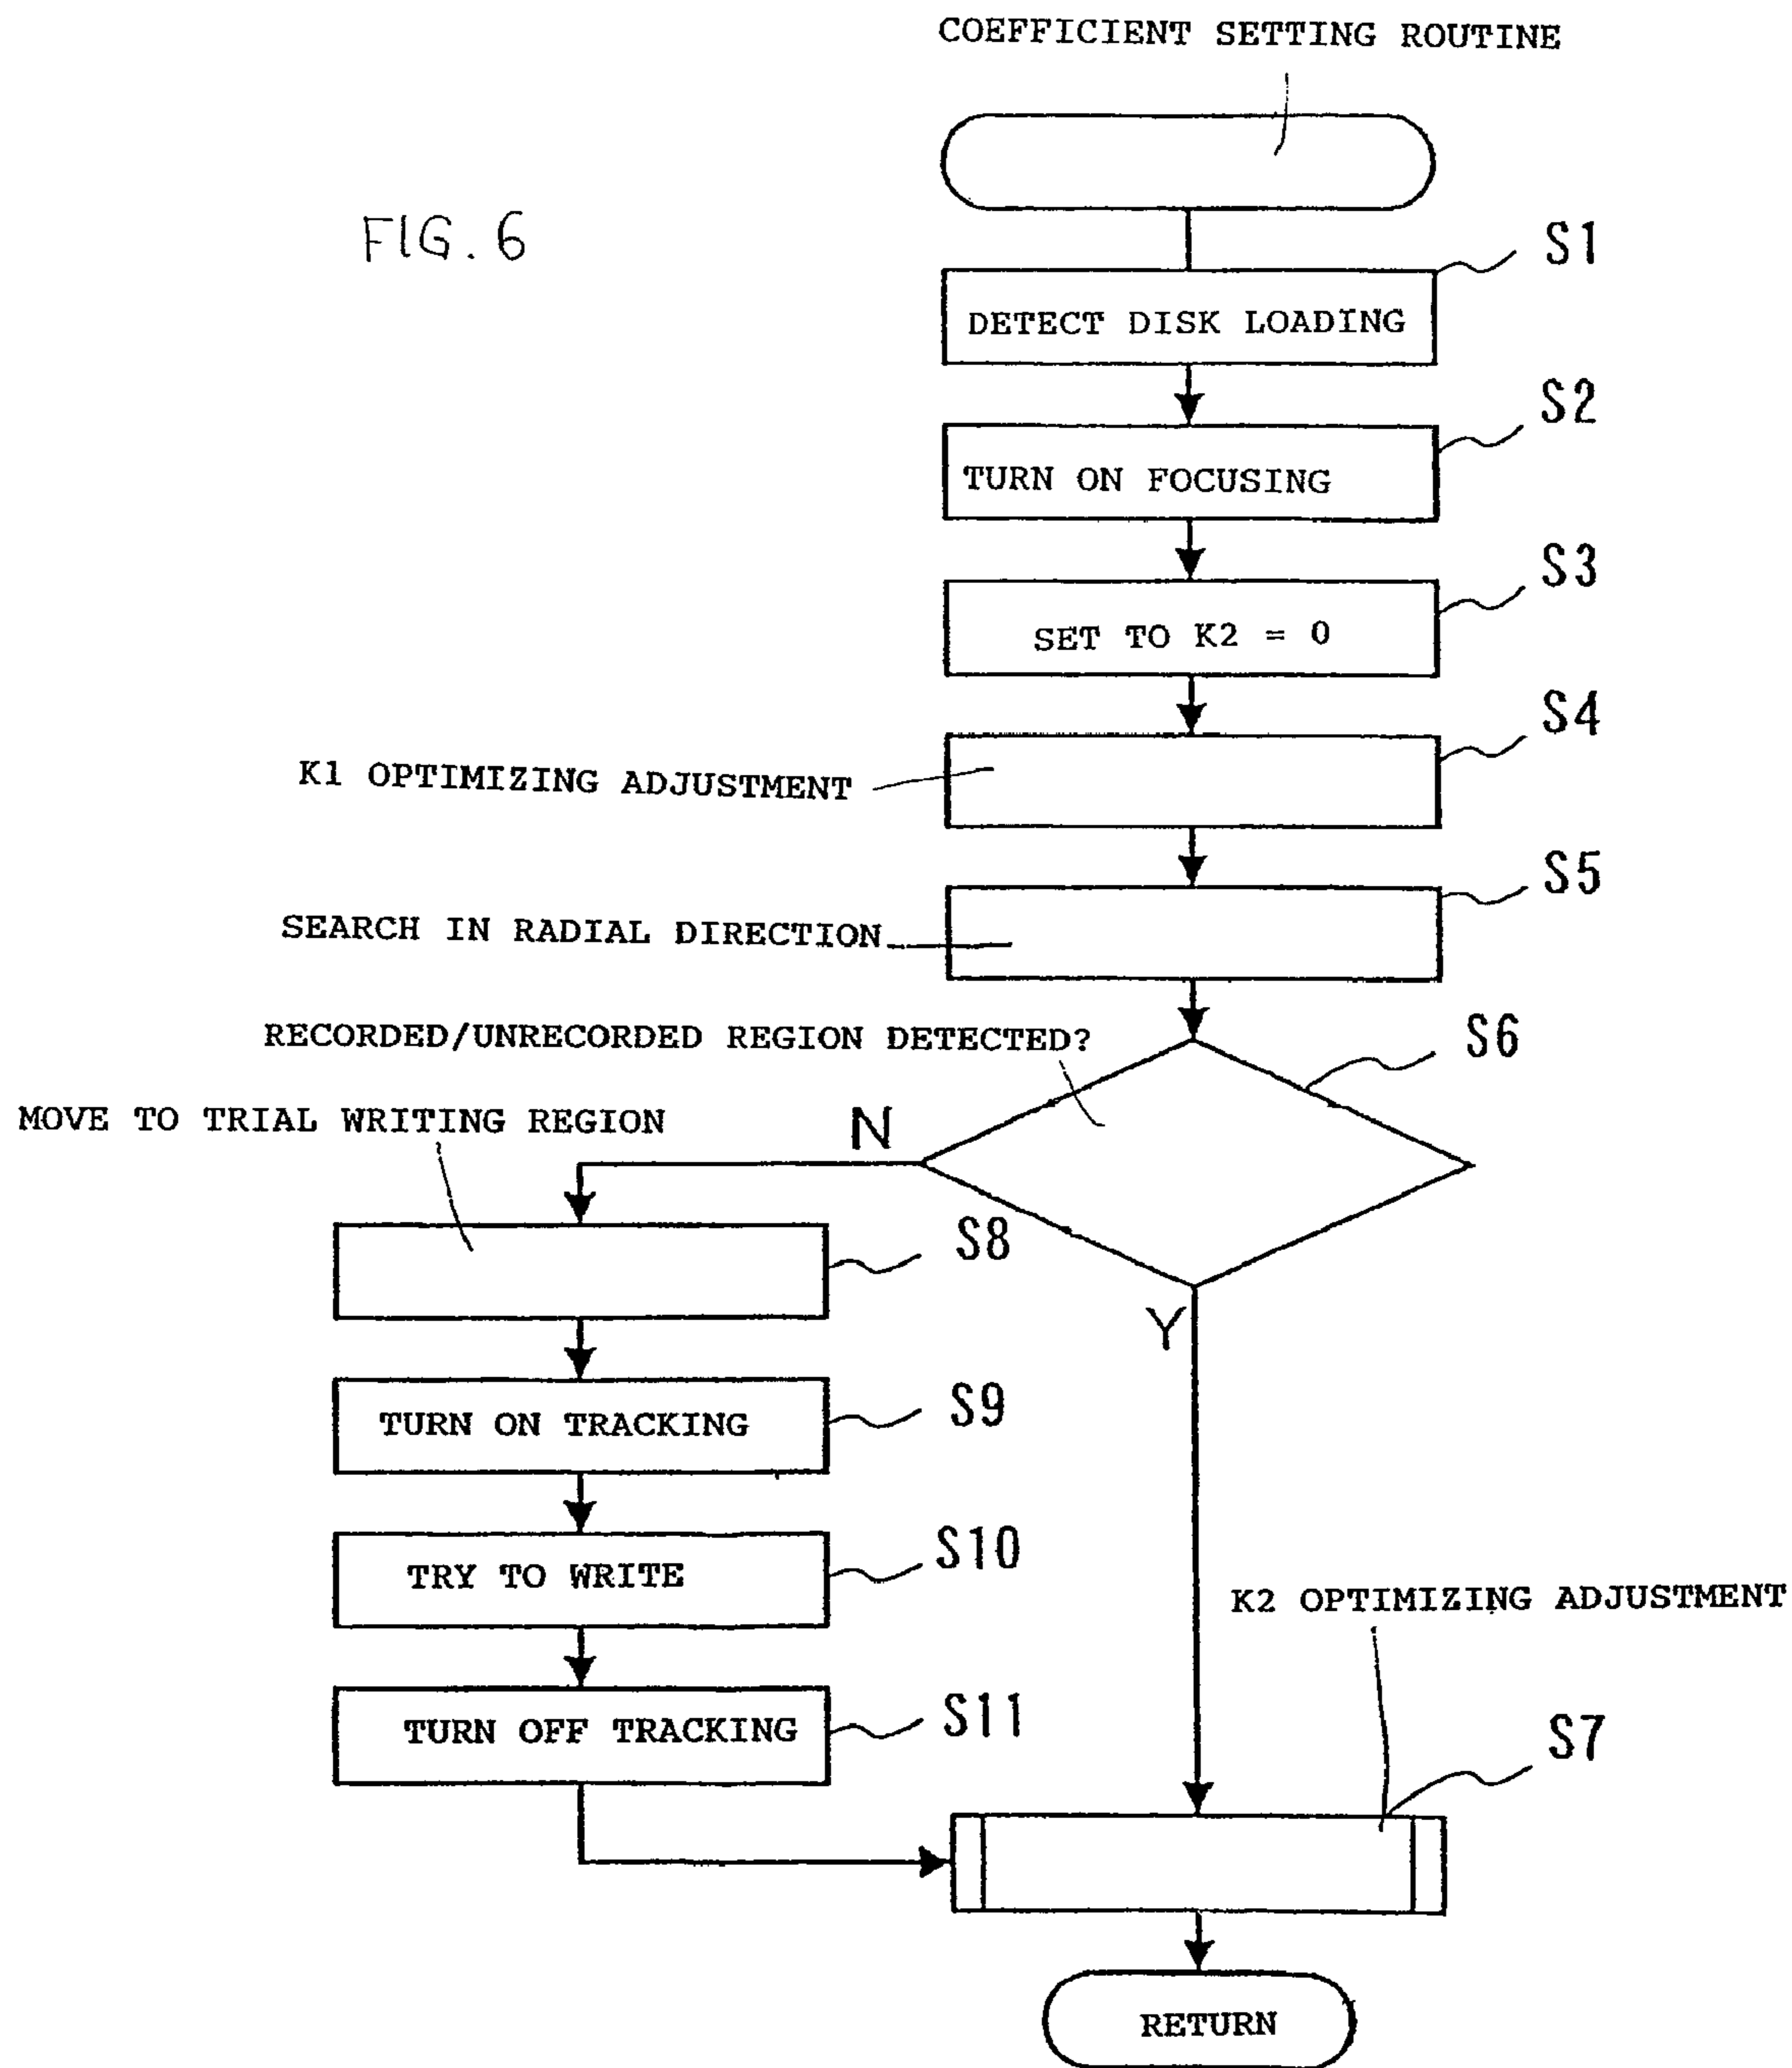 COEFFICIENT SETTING ROUTINE
FIG. 6
S1
DETECT DISK LOADING
S2
TURN ON FOCUSING
S3
SET TO K2 = 0
S4
K1 OPTIMIZING ADJUSTMENT
S5
SEARCH IN RADIAL DIRECTION
RECORDED/UNRECORDED REGION DETECTED?
S6
MOVE TO TRIAL WRITING REGION
N
S8
Y
S9
TURN ON TRACKING
S10
TRY TO WRITE
K2 OPTIMIZING ADJUSTMENT
S11
TURN OFF TRACKING
S7
RETURN